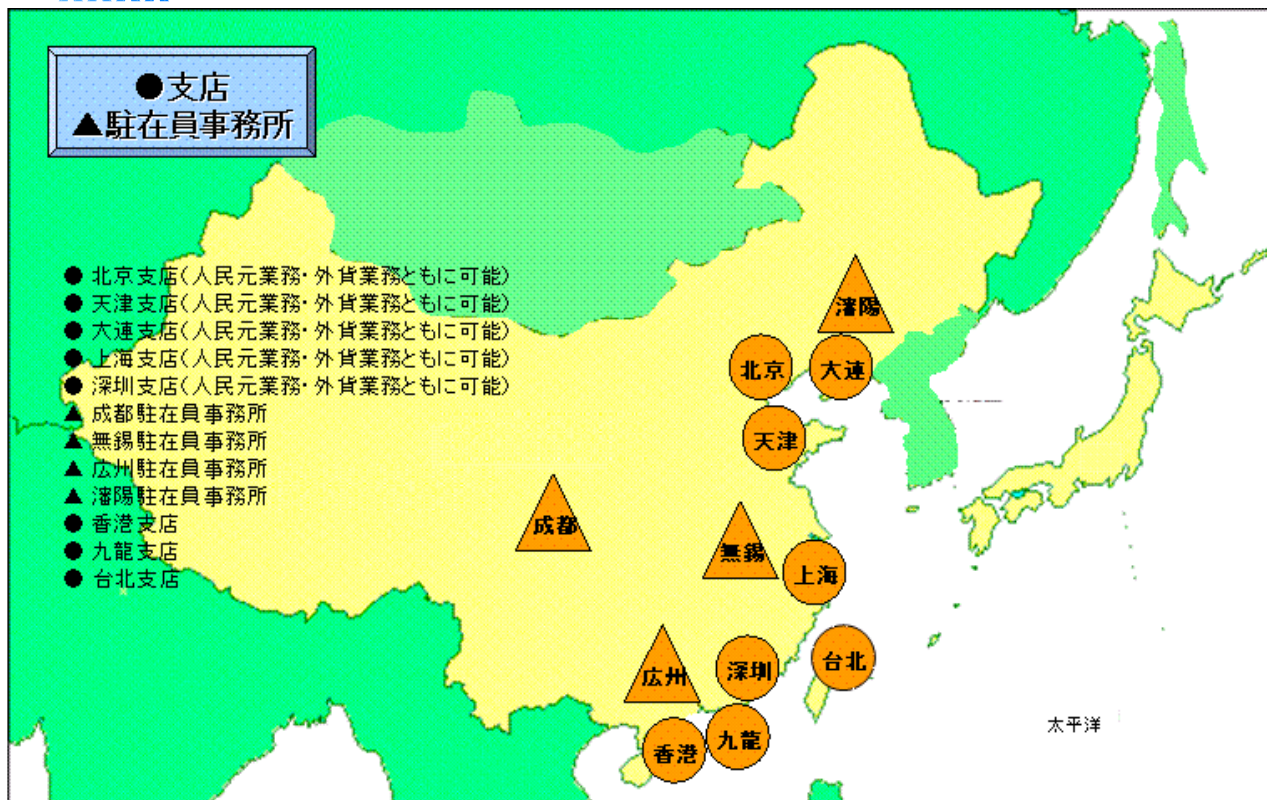 ●支店
▲駐在員事務所
● 北京支店(人民元業務・外貨業務ともに可能)
● 天津支店(人民元業務・外貨業務ともに可能)
● 大連支店(人民元業務・外貨業務ともに可能)
● 上海支店(人民元業務・外貨業務ともに可能)
● 深圳支店(人民元業務・外貨業務ともに可能)
▲ 成都駐在員事務所
▲ 無錫駐在員事務所
▲ 広州駐在員事務所
▲ 瀋陽駐在員事務所
● 香港支店
● 九龍支店
● 台北支店
瀋陽
北京
大連
天津
成都
無錫
上海
広州
深圳
台北
香港
九龍
太平洋